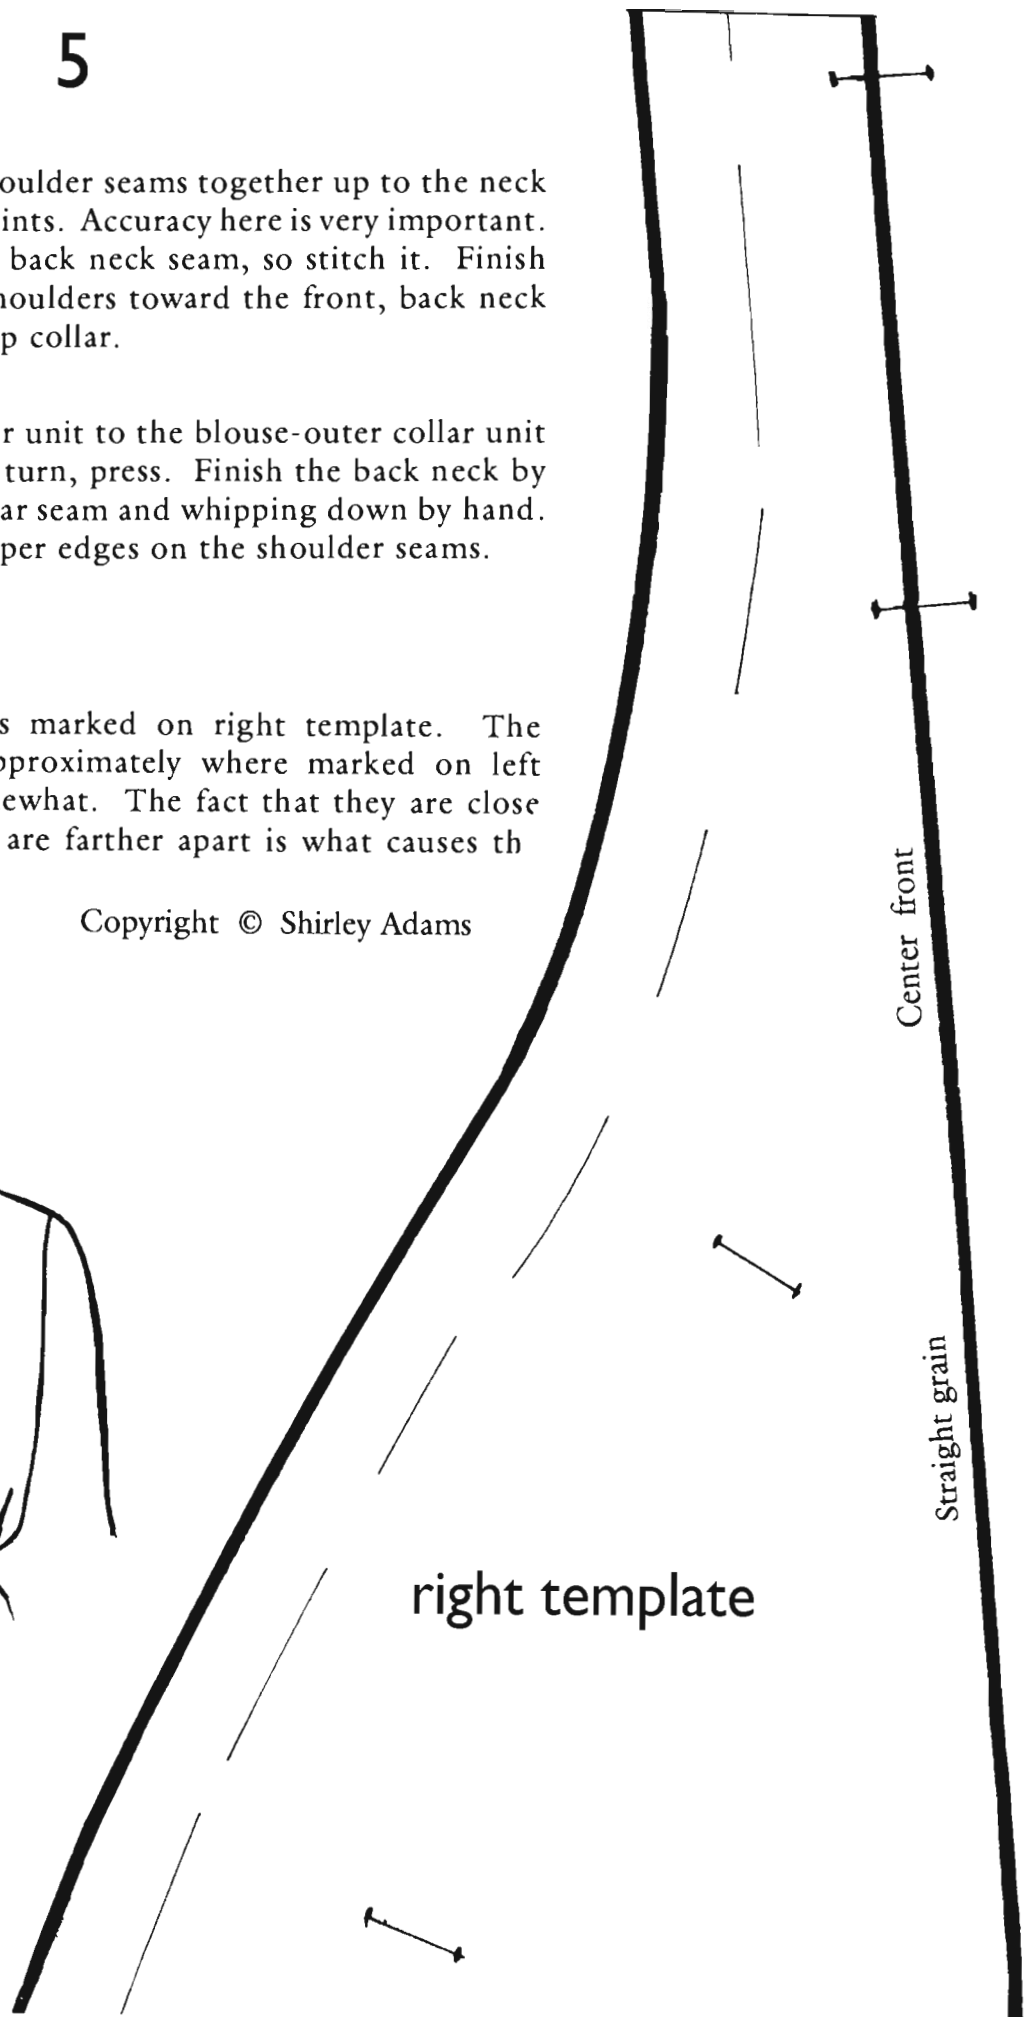 5
oulder seams together up to the neck
ints. Accuracy here is very important.
back neck seam, so stitch it. Finish
houlders toward the front, back neck
p collar.
r unit to the blouse-outer collar unit
turn, press. Finish the back neck by
ar seam and whipping down by hand.
per edges on the shoulder seams.
s marked on right template. The
pproximately where marked on left
ewhat. The fact that they are close
are farther apart is what causes th
Copyright © Shirley Adams
Center front
Straight grain
right template